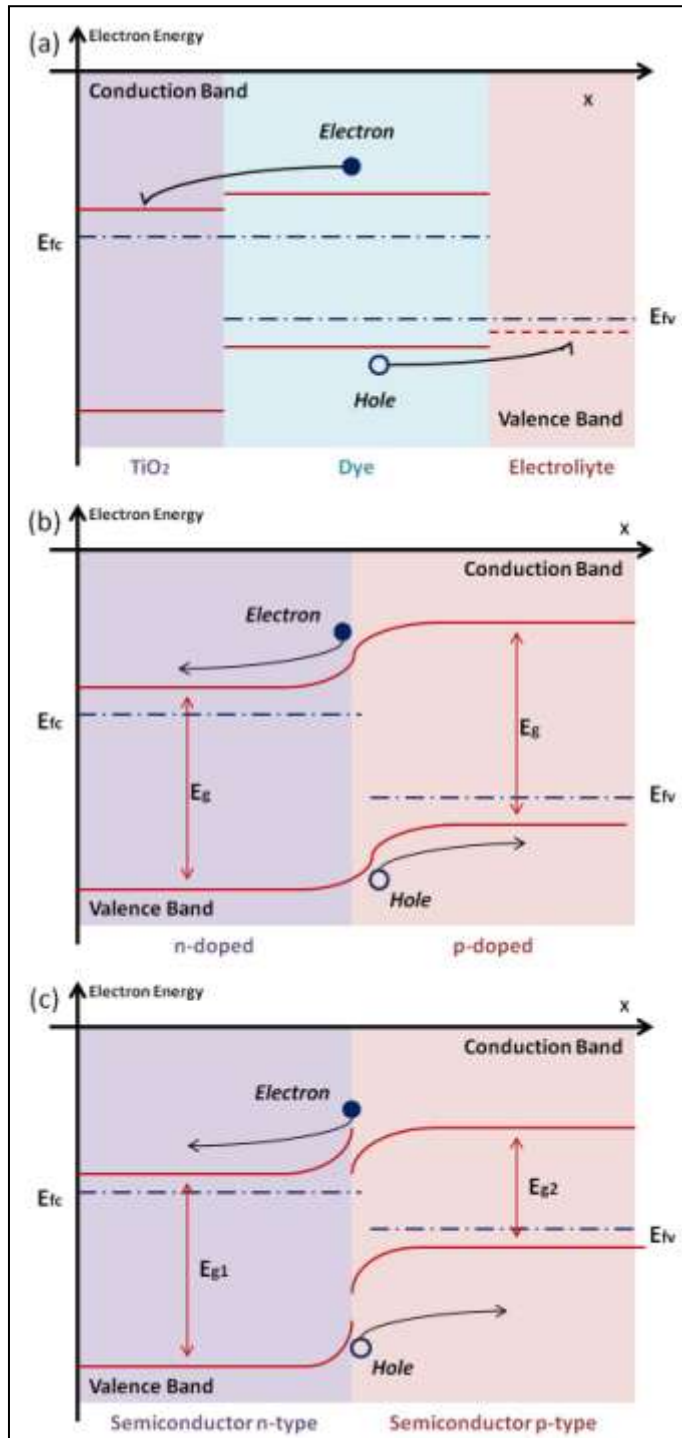 (a) Electron Energy
Conduction Band
x
Electron
Efc
Efv
Hole
Valence Band
TiO2 Dye Electroliyte
(b) Electron Energy
x
Conduction Band
Electron
Efc
Eg
Eg
Efv
Hole
Valence Band
n-doped p-doped
(c) Electron Energy
x
Conduction Band
Electron
Efc
Eg2
Efv
Eg1
Hole
Valence Band
Semiconductor n-type Semiconductor p-type